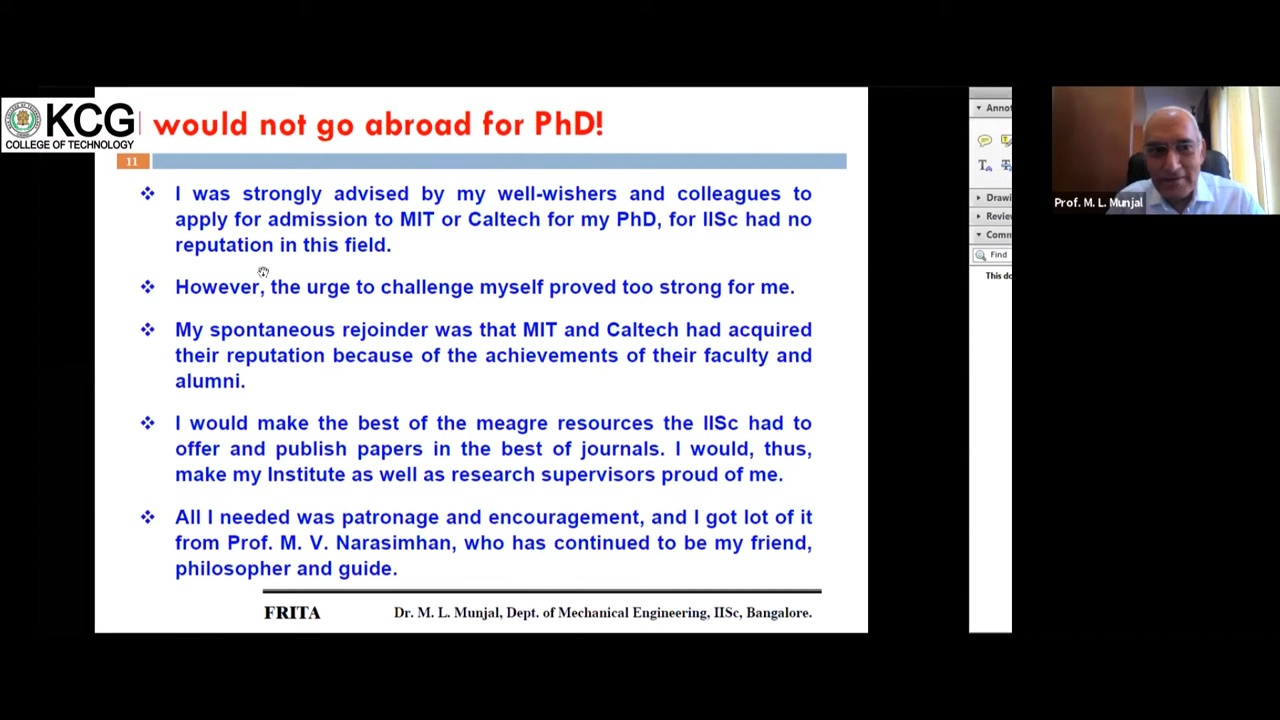 KCG
COLLEGE OF TECHNOLOGY
I would not go abroad for PhD!
11
I was strongly advised by my well-wishers and colleagues to
apply for admission to MIT or Caltech for my PhD, for IISc had no
reputation in this field.
However, the urge to challenge myself proved too strong for me.
My spontaneous rejoinder was that MIT and Caltech had acquired
their reputation because of the achievements of their faculty and
alumni.
I would make the best of the meagre resources the IISc had to
offer and publish papers in the best of journals. I would, thus,
make my Institute as well as research supervisors proud of me.
All I needed was patronage and encouragement, and I got lot of it
from Prof. M. V. Narasimhan, who has continued to be my friend,
philosopher and guide.
FRITA Dr. M. L. Munjal, Dept. of Mechanical Engineering, IISc, Bangalore.
Annot
Drawi
Revie
Comm
Find
This do
Prof. M. L. Munjal